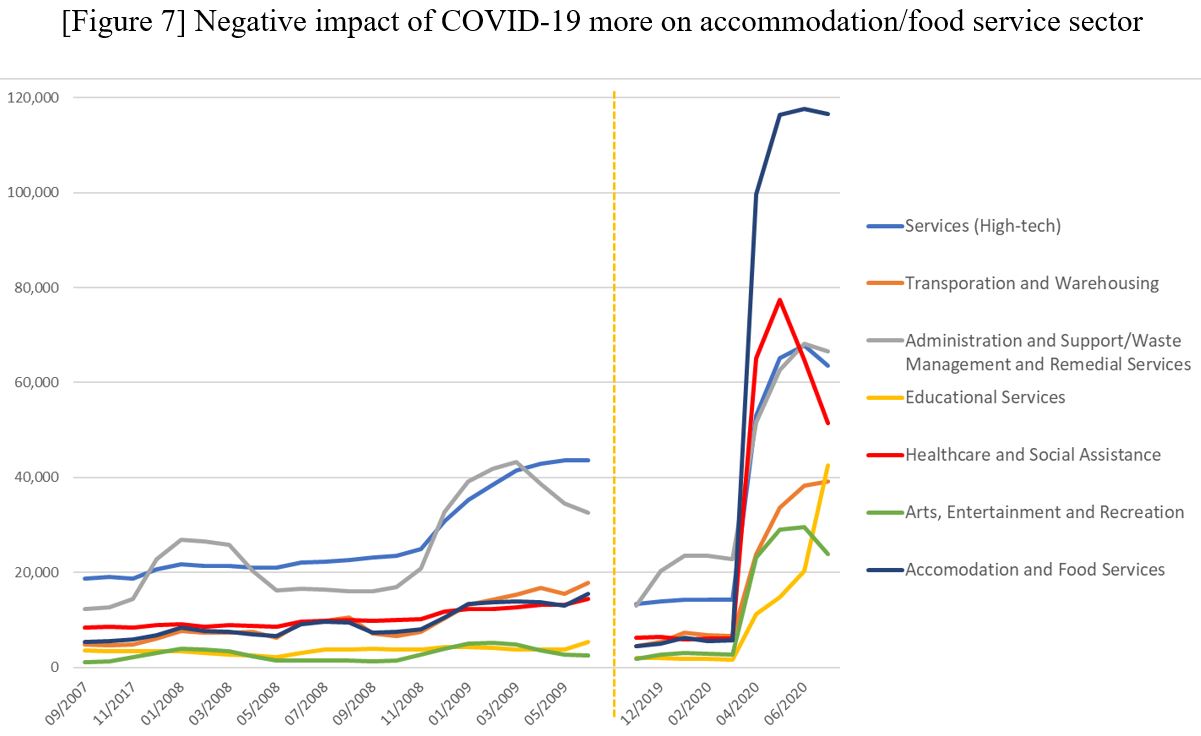 [Figure 7] Negative impact of COVID-19 more on accommodation/food service sector
120,000
100,000
80,000
60,000
40,000
20,000
0
09/2007
11/2017
01/2008
03/2008
05/2008
07/2008
09/2008
11/2008
01/2009
03/2009
05/2009
12/2019
02/2020
04/2020
06/2020
Services (High-tech)
Transporation and Warehousing
Administration and Support/Waste
Management and Remedial Services
Educational Services
Healthcare and Social Assistance
Arts, Entertainment and Recreation
Accomodation and Food Services